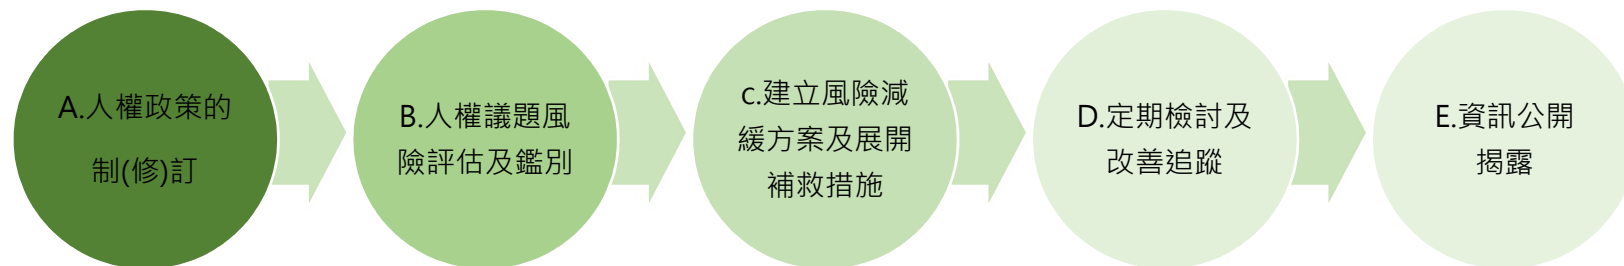 A.人權政策的
制(修)訂
B.人權議題風
險評估及鑑別
c.建立風險減
緩方案及展開
補救措施
D.定期檢討及
改善追蹤
E.資訊公開
揭露